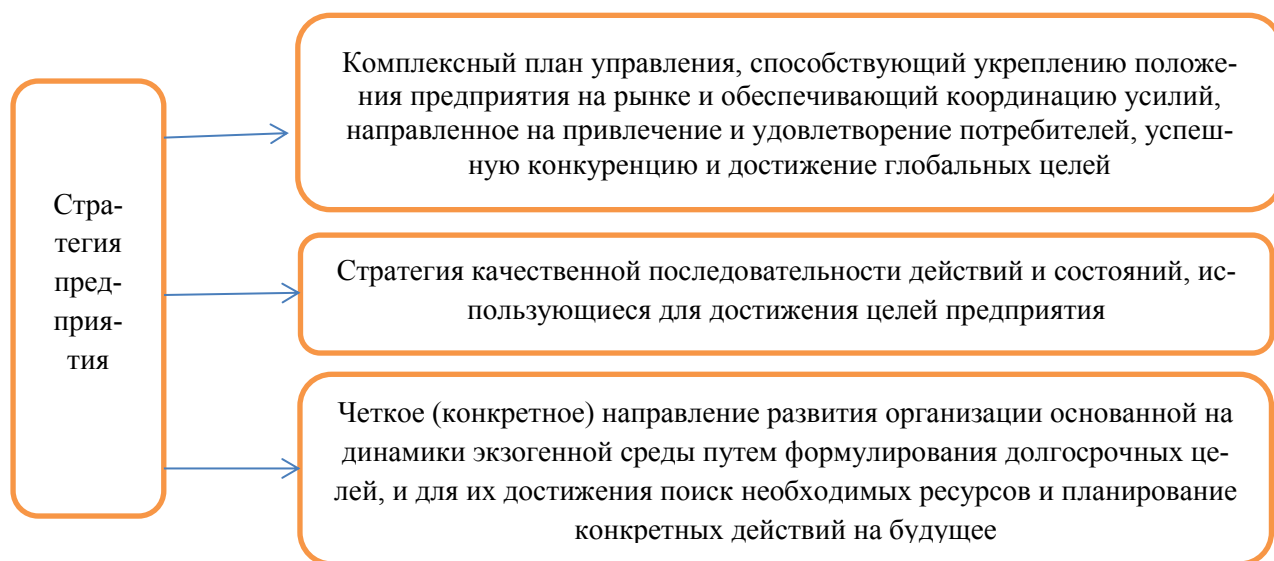 Стра-
тегия
пред-
прия-
тия
Комплексный план управления, способствующий укреплению положе-
ния предприятия на рынке и обеспечивающий координацию усилий,
направленное на привлечение и удовлетворение потребителей, успеш-
ную конкуренцию и достижение глобальных целей
Стратегия качественной последовательности действий и состояний, ис-
пользующиеся для достижения целей предприятия
Четкое (конкретное) направление развития организации основанной на
динамики экзогенной среды путем формулирования долгосрочных це-
лей, и для их достижения поиск необходимых ресурсов и планирование
конкретных действий на будущее